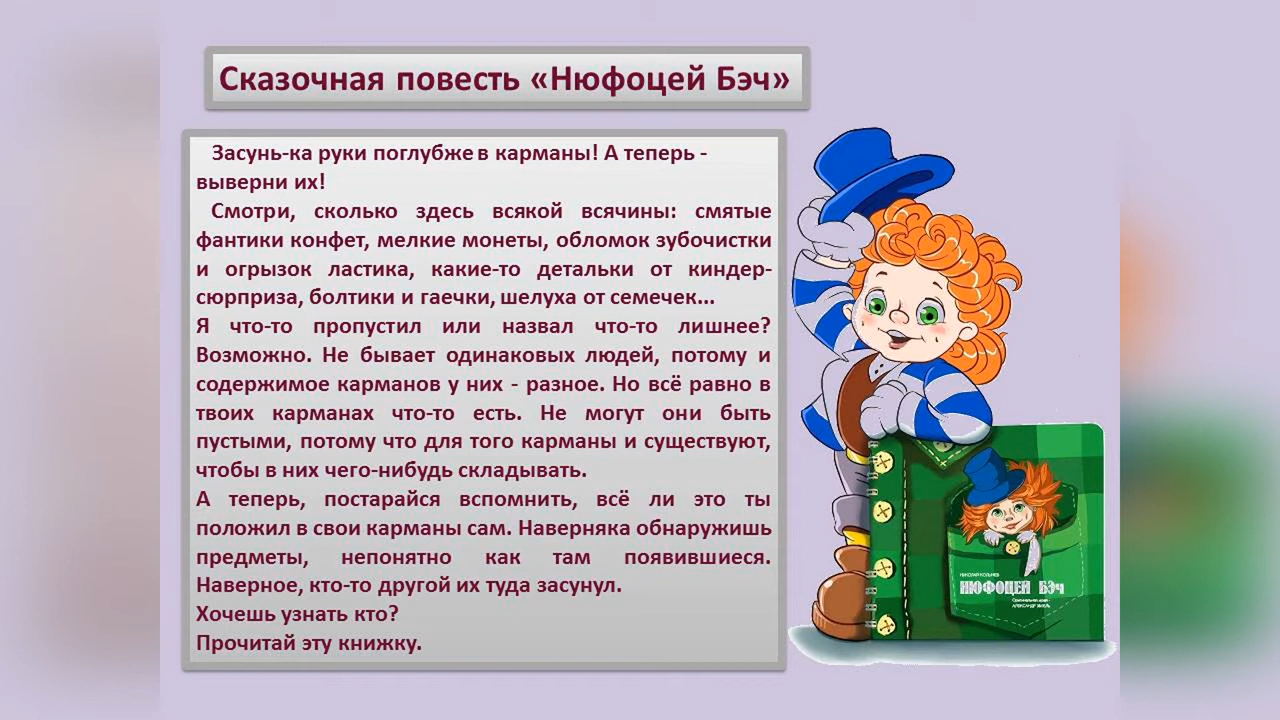 Сказочная повесть «Нюфоцей Бэч»
Засунь-ка руки поглубже в карманы! А теперь -
выверни их!
Смотри, сколько здесь всякой всячины: смятые
фантики конфет, мелкие монеты, обломок зубочистки
и огрызок ластика, какие-то детальки от киндер-
сюрприза, болтики и гаечки, шелуха от семечек...
Я что-то пропустил или назвал что-то лишнее?
Возможно. Не бывает одинаковых людей, потому и
содержимое карманов у них - разное. Но всё равно в
твоих карманах что-то есть. Не могут они быть
пустыми, потому что для того карманы и существуют,
чтобы в них чего-нибудь складывать.
А теперь, постарайся вспомнить, всё ли это ты
положил в свои карманы сам. Наверняка обнаружишь
предметы, непонятно как там появившиеся.
Наверное, кто-то другой их туда засунул.
Хочешь узнать кто?
Прочитай эту книжку.
НЮФОЦЕЙ БЭЧ